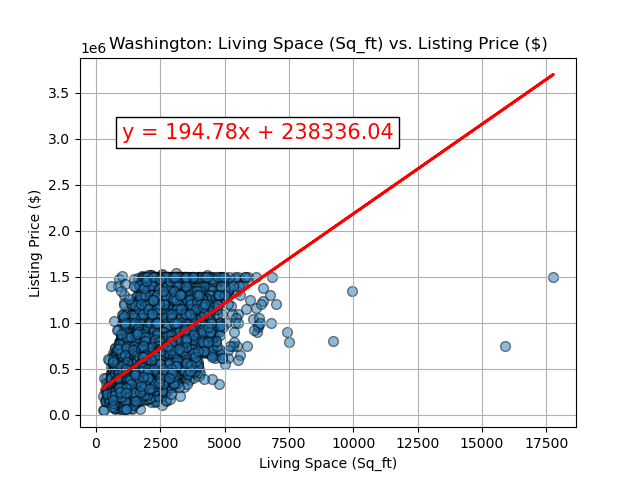 Washington: Living Space (Sq_ft) vs. Listing Price ($)
1e6
y = 194.78x + 238336.04
3.5
3.0
2.5
2.0
1.5
1.0
0.5
0.0
Listing Price ($)
0 2500 5000 7500 10000 12500 15000 17500
Living Space (Sq_ft)